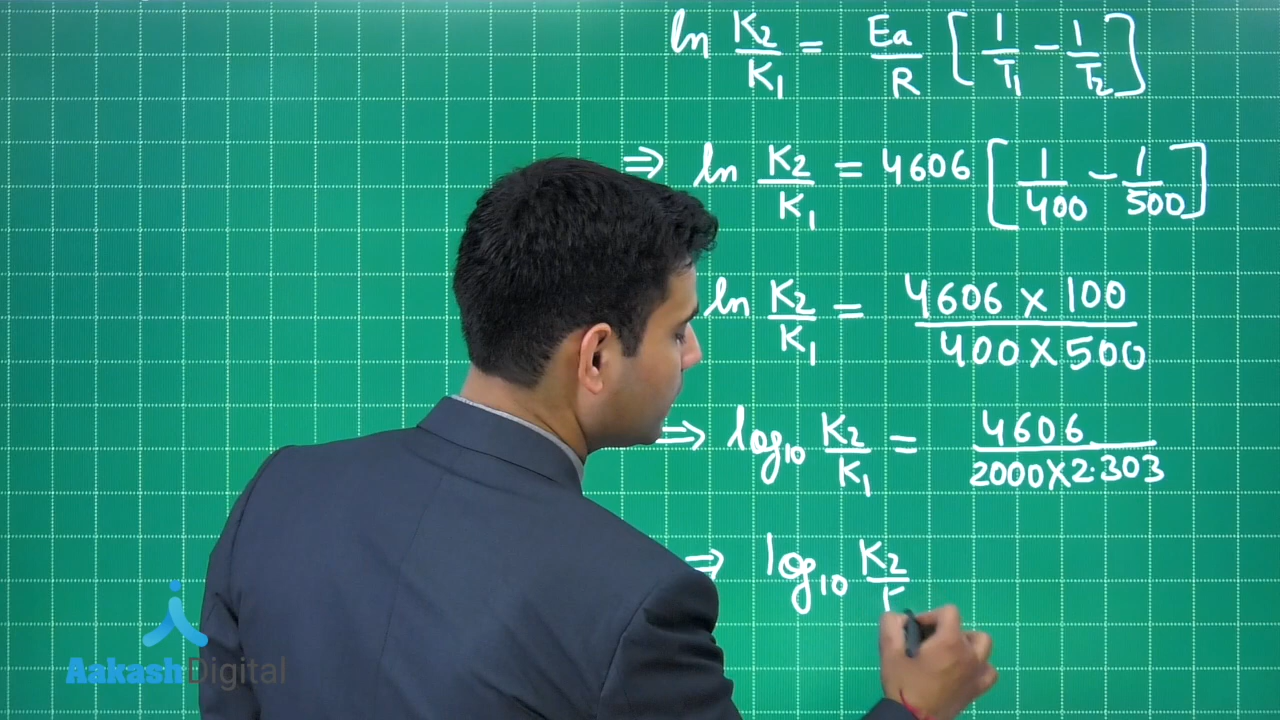 ln K2/K1 = Ea/R [1/T1 - 1/T2]
⇒ ln K2/K1 = 4606 [1/400 - 1/500]
ln K2/K1 = 4606 × 100 / 400 × 500
⇒ log10 K2/K1 = 4606 / 2000×2.303
⇒ log10 K2/
AakashDigital